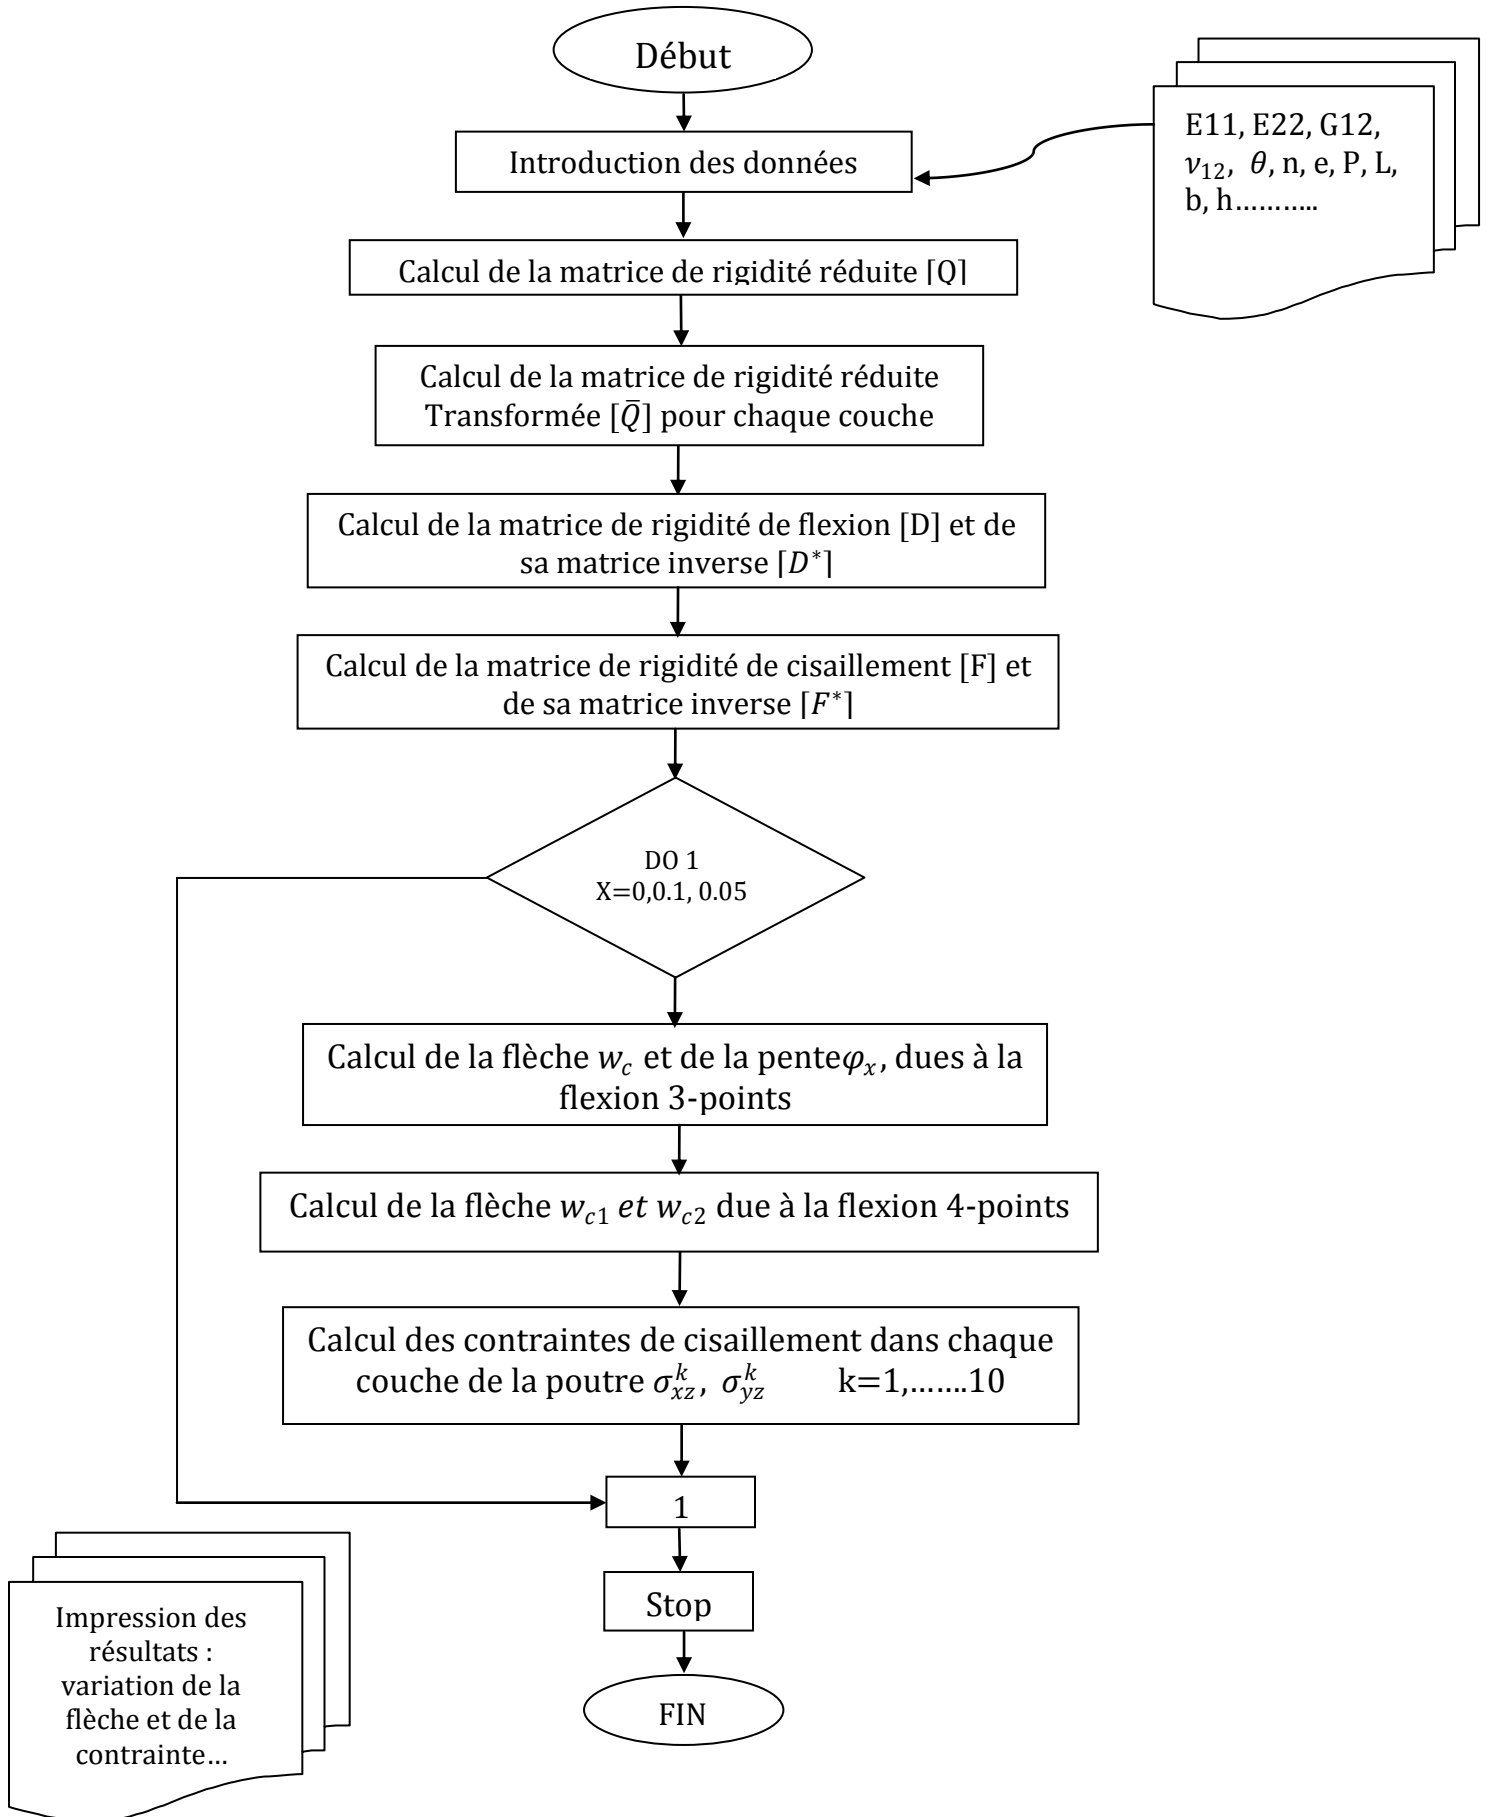 Début
E11, E22, G12,
ν₁₂, θ, n, e, P, L,
b, h………..
Introduction des données
Calcul de la matrice de rigidité réduite [Q]
Calcul de la matrice de rigidité réduite
Transformée [Q̄] pour chaque couche
Calcul de la matrice de rigidité de flexion [D] et de
sa matrice inverse [D*]
Calcul de la matrice de rigidité de cisaillement [F] et
de sa matrice inverse [F*]
DO 1
X=0,0.1, 0.05
Calcul de la flèche w_c et de la penteφₓ, dues à la
flexion 3-points
Calcul de la flèche w_c1 et w_c2 due à la flexion 4-points
Calcul des contraintes de cisaillement dans chaque
couche de la poutre σ_xz^k, σ_yz^k k=1,…….10
1
Stop
FIN
Impression des
résultats :
variation de la
flèche et de la
contrainte…